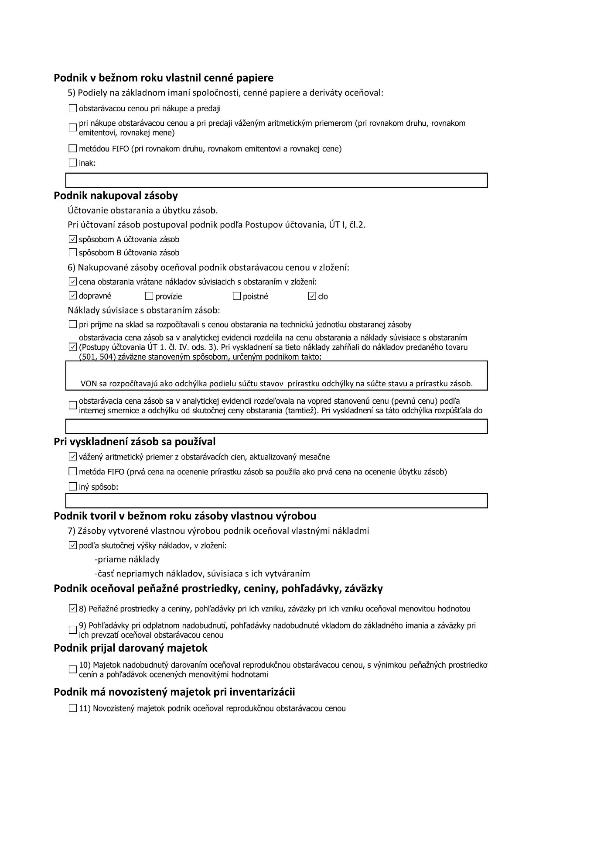 Podnik v bežnom roku vlastnil cenné papiere
5) Podiely na základnom imaní spoločnosti, cenné papiere a deriváty oceňoval:
obstarávacou cenou pri nákupe a predaji
pri nákupe obstarávacou cenou a pri predaji váženým aritmetickým priemerom (pri rovnakom druhu, rovnakom
emitentovi, rovnakej mene)
metódou FIFO (pri rovnakom druhu, rovnakom emitentovi a rovnakej cene)
inak:
Podnik nakupoval zásoby
Účtovanie obstarania a úbytku zásob.
Pri účtovaní zásob postupoval podnik podľa Postupov účtovania, ÚT I, čl.2.
spôsobom A účtovania zásob
spôsobom B účtovania zásob
6) Nakupované zásoby oceňoval podnik obstarávacou cenou v zložení:
cena obstarania vrátane nákladov súvisiacich s obstaraním v zložení:
dopravné provízie poistné clo
Náklady súvisiace s obstaraním zásob:
pri príjme na sklad sa rozpočítavali s cenou obstarania na technickú jednotku obstaranej zásoby
obstarávacia cena zásob sa v analytickej evidencii rozdelila na cenu obstarania a náklady súvisiace s obstaraním
(Postupy účtovania ÚT 1. čl. IV. ods. 3). Pri vyskladnení sa tieto náklady zahŕňali do nákladov predaného tovaru
(501, 504) záväzne stanoveným spôsobom, určeným podnikom takto:
VON sa rozpočítavajú ako odchýlka podielu súčtu stavov prírastku odchýlky na súčte stavu a prírastku zásob.
obstarávacia cena zásob sa v analytickej evidencii rozdeľovala na vopred stanovenú cenu (pevnú cenu) podľa
internej smernice a odchýlku od skutočnej ceny obstarania (tamtiež). Pri vyskladnení sa táto odchýlka rozpúšťala do
Pri vyskladnení zásob sa používal
vážený aritmetický priemer z obstarávacích cien, aktualizovaný mesačne
metóda FIFO (prvá cena na ocenenie prírastku zásob sa použila ako prvá cena na ocenenie úbytku zásob)
iný spôsob:
Podnik tvoril v bežnom roku zásoby vlastnou výrobou
7) Zásoby vytvorené vlastnou výrobou podnik oceňoval vlastnými nákladmi
podľa skutočnej výšky nákladov, v zložení:
-priame náklady
-časť nepriamych nákladov, súvisiaca s ich vytváraním
Podnik oceňoval peňažné prostriedky, ceniny, pohľadávky, záväzky
8) Peňažné prostriedky a ceniny, pohľadávky pri ich vzniku, záväzky pri ich vzniku oceňoval menovitou hodnotou
9) Pohľadávky pri odplatnom nadobudnutí, pohľadávky nadobudnuté vkladom do základného imania a záväzky pri
ich prevzatí oceňoval obstarávacou cenou
Podnik prijal darovaný majetok
10) Majetok nadobudnutý darovaním oceňoval reprodukčnou obstarávacou cenou, s výnimkou peňažných prostriedko
cenín a pohľadávok ocenených menovitými hodnotami
Podnik má novozistený majetok pri inventarizácii
11) Novozistený majetok podnik oceňoval reprodukčnou obstarávacou cenou